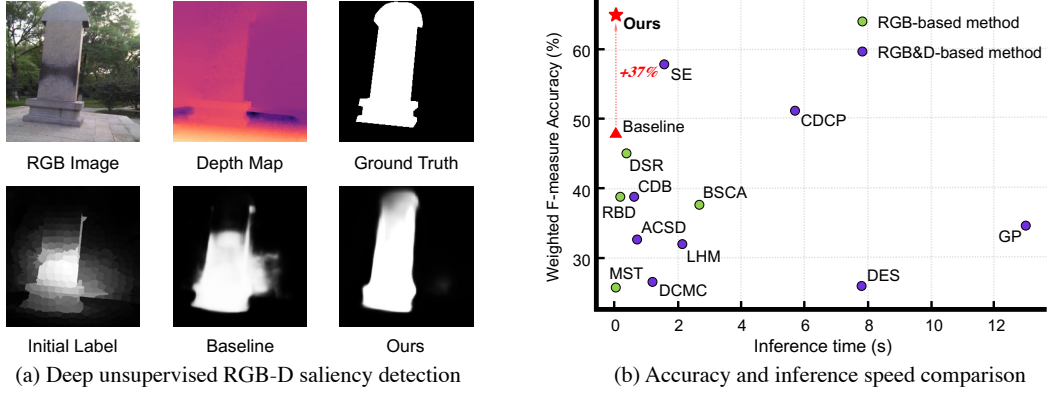 RGB Image
Depth Map
Ground Truth
Initial Label
Baseline
Ours
(a) Deep unsupervised RGB-D saliency detection
Weighted F-measure Accuracy (%)
60
50
40
30
0
2
4
6
8
10
12
Inference time (s)
RGB-based method
RGB&D-based method
Ours
+37%
SE
Baseline
CDCP
DSR
CDB
RBD
BSCA
ACSD
LHM
GP
MST
DCMC
DES
(b) Accuracy and inference speed comparison